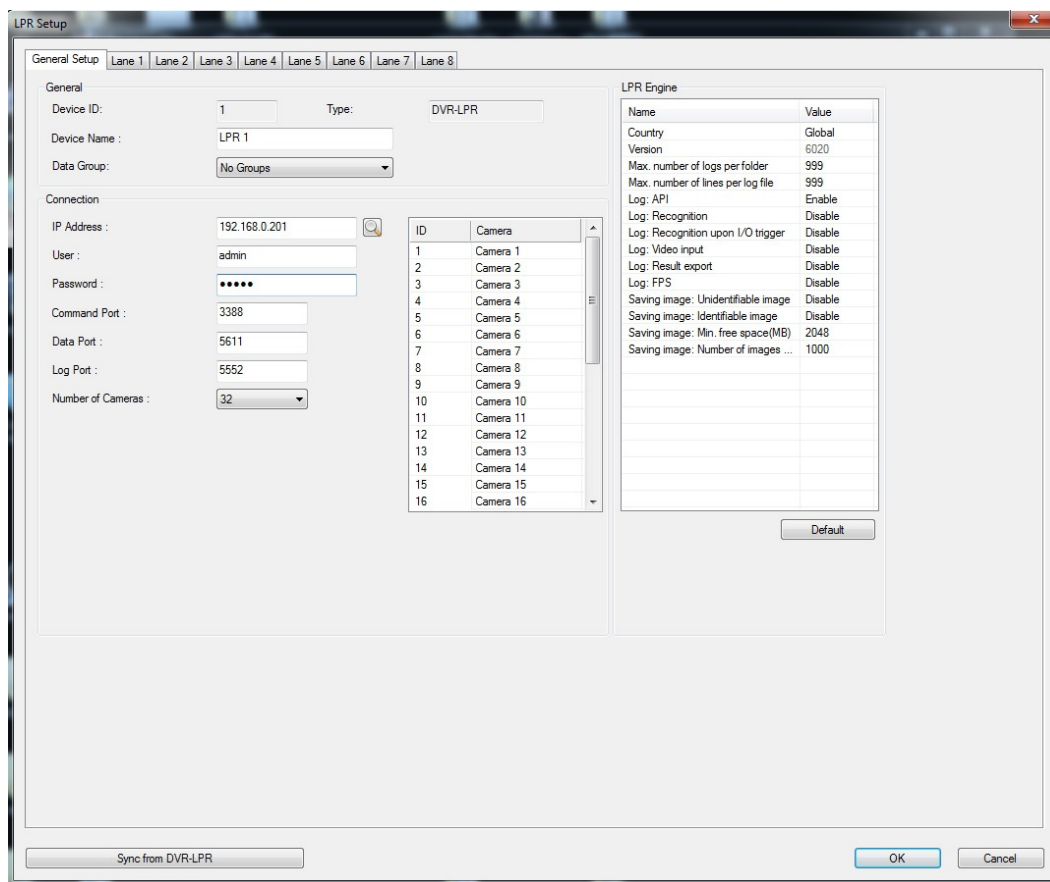 LPR Setup
General Setup Lane 1 Lane 2 Lane 3 Lane 4 Lane 5 Lane 6 Lane 7 Lane 8
General
Device ID: 1 Type: DVR-LPR
Device Name : LPR 1
Data Group: No Groups
Connection
IP Address : 192.168.0.201
User : admin
Password : •••••
Command Port : 3388
Data Port : 5611
Log Port : 5552
Number of Cameras : 32
ID Camera
1 Camera 1
2 Camera 2
3 Camera 3
4 Camera 4
5 Camera 5
6 Camera 6
7 Camera 7
8 Camera 8
9 Camera 9
10 Camera 10
11 Camera 11
12 Camera 12
13 Camera 13
14 Camera 14
15 Camera 15
16 Camera 16
LPR Engine
Name Value
Country Global
Version 6020
Max. number of logs per folder 999
Max. number of lines per log file 999
Log: API Enable
Log: Recognition Disable
Log: Recognition upon I/O trigger Disable
Log: Video input Disable
Log: Result export Disable
Log: FPS Disable
Saving image: Unidentifiable image Disable
Saving image: Identifiable image Disable
Saving image: Min. free space(MB) 2048
Saving image: Number of images ... 1000
Default
Sync from DVR-LPR OK Cancel